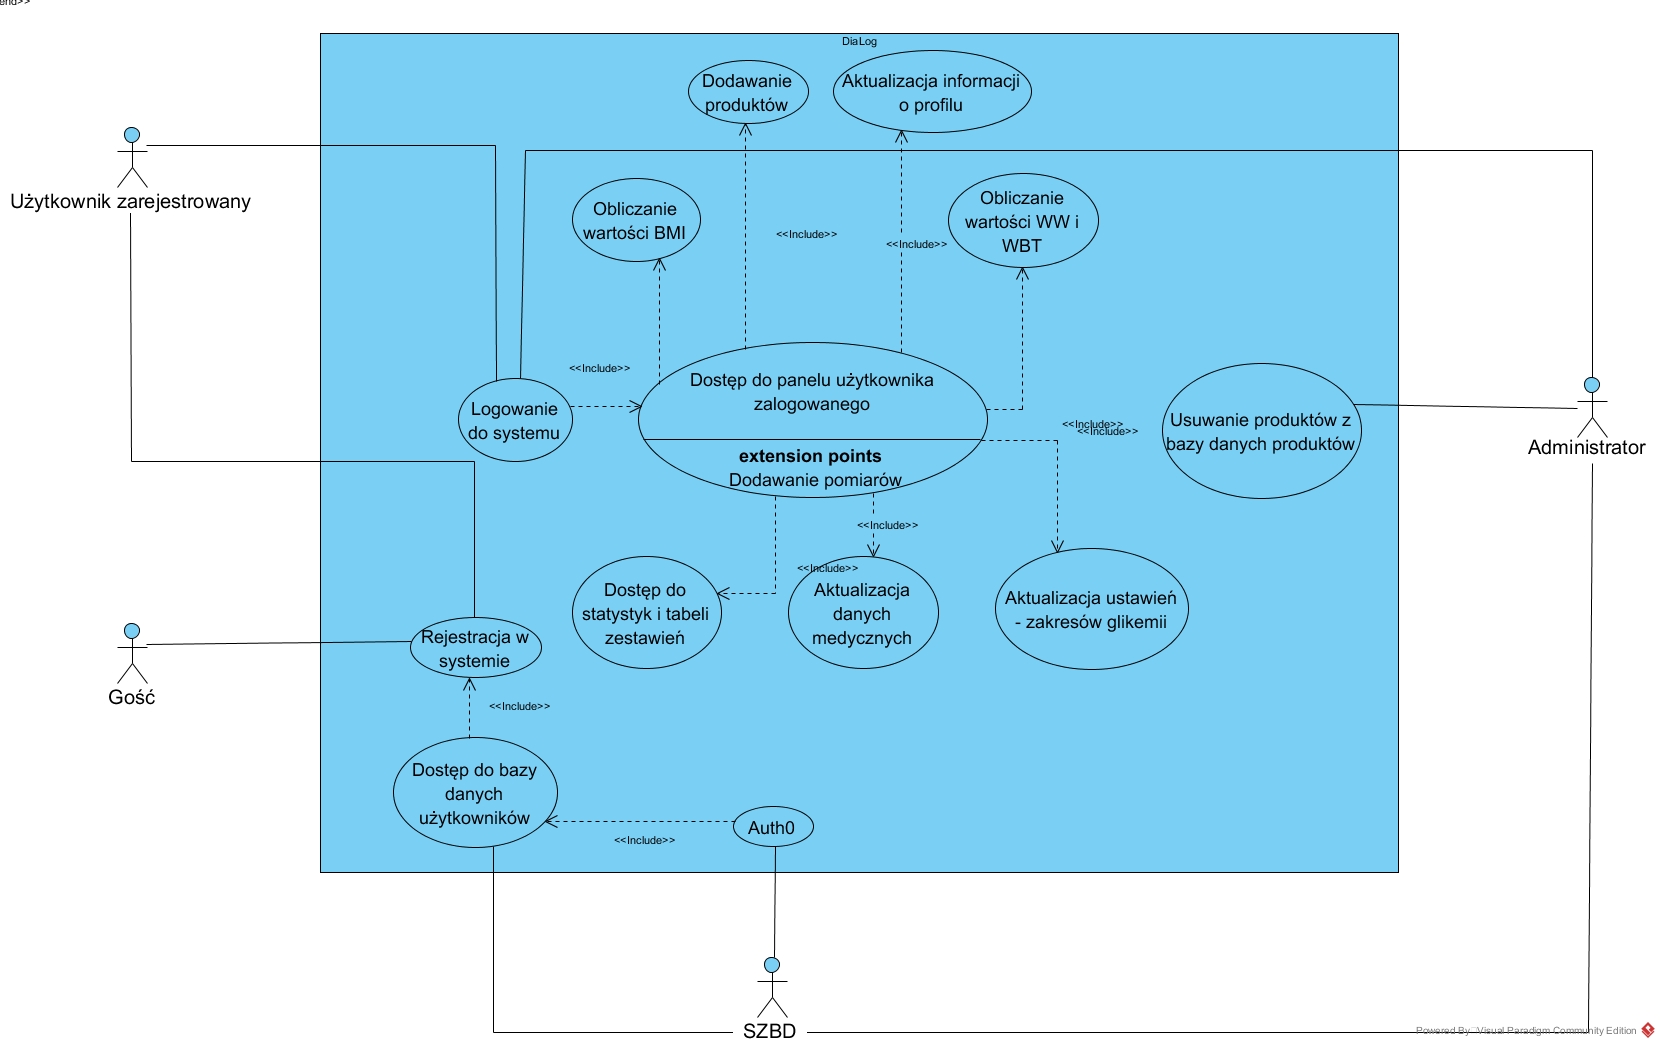 end>>
DiaLog
Dodawanie
produktów
Aktualizacja informacji
o profilu
Użytkownik zarejestrowany
Obliczanie
wartości BMI
<<Include>>
<<Include>>
Obliczanie
wartości WW i
WBT
<<Include>>
Logowanie
do systemu
Dostęp do panelu użytkownika
zalogowanego
extension points
Dodawanie pomiarów
<<Include>>
<<Include>>
Usuwanie produktów z
bazy danych produktów
Administrator
<<Include>>
<<Include>>
Dostęp do
statystyk i tabeli
zestawień
Aktualizacja
danych
medycznych
Aktualizacja ustawień
- zakresów glikemii
Rejestracja w
systemie
Gość
<<Include>>
Dostęp do bazy
danych
użytkowników
Auth0
<<Include>>
SZBD
Powered By Visual Paradigm Community Edition